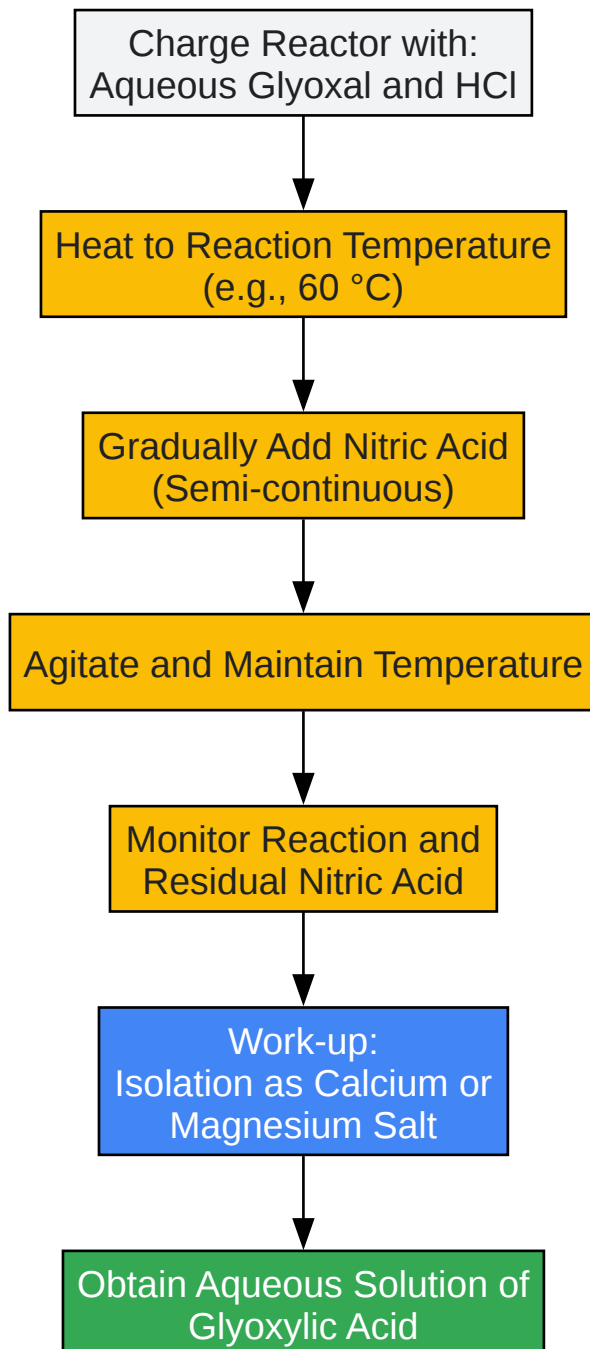 Charge Reactor with:
Aqueous Glyoxal and HCl
Heat to Reaction Temperature
(e.g., 60 °C)
Gradually Add Nitric Acid
(Semi-continuous)
Agitate and Maintain Temperature
Monitor Reaction and
Residual Nitric Acid
Work-up:
Isolation as Calcium or
Magnesium Salt
Obtain Aqueous Solution of
Glyoxylic Acid